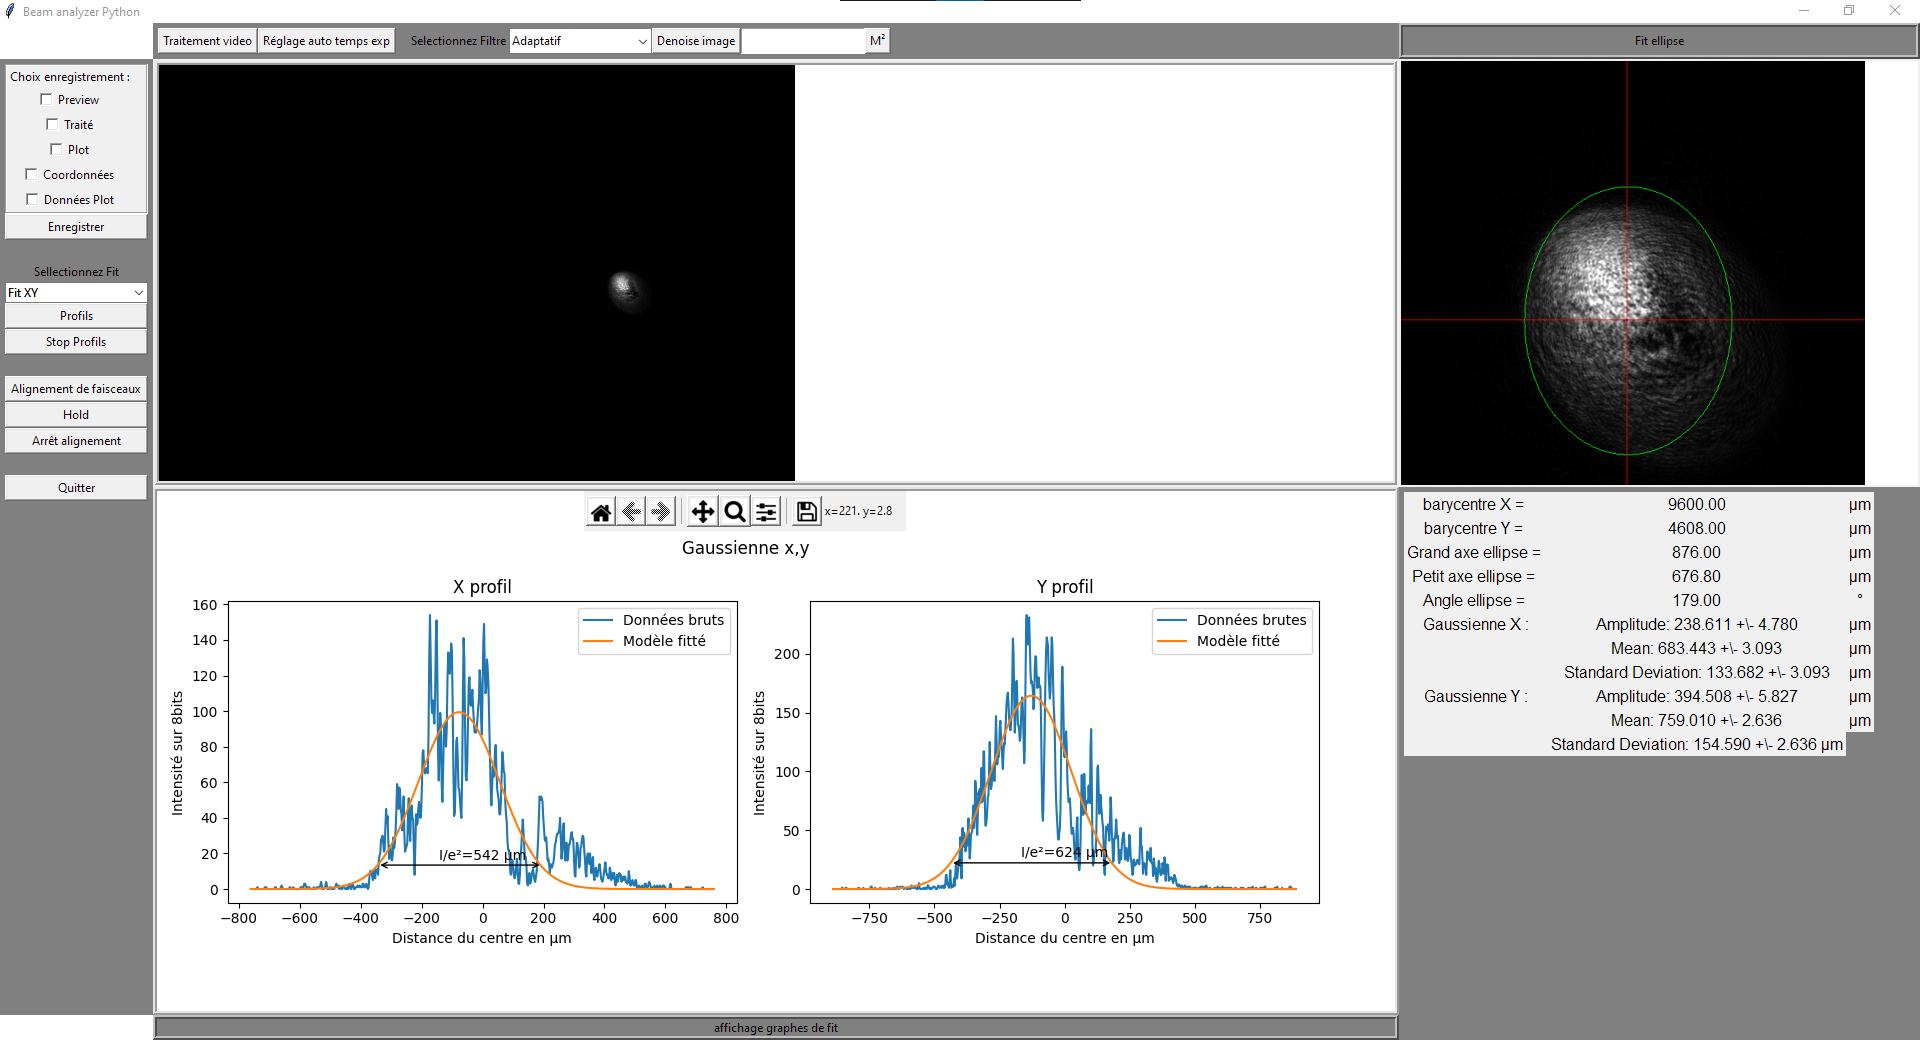 Beam analyzer Python
Traitement video Réglage auto temps exp Selectionnez Filtre Adaptatif Denoise image M²
Fit ellipse
Choix enregistrement :
Preview
Traité
Plot
Coordonnées
Données Plot
Enregistrer
Sellectionnez Fit
Fit XY
Profils
Stop Profils
Alignement de faisceaux
Hold
Arrêt alignement
Quitter
x=221. y=2.8
Gaussienne x,y
X profil
Intensité sur 8bits
160
140
120
100
80
60
40
20
0
Données bruts
Modèle fitté
I/e²=542 µm
−800 −600 −400 −200 0 200 400 600 800
Distance du centre en µm
Y profil
Intensité sur 8bits
200
150
100
50
0
Données brutes
Modèle fitté
I/e²=624 µm
−750 −500 −250 0 250 500 750
Distance du centre en µm
barycentre X = 9600.00 µm
barycentre Y = 4608.00 µm
Grand axe ellipse = 876.00 µm
Petit axe ellipse = 676.80 µm
Angle ellipse = 179.00 °
Gaussienne X : Amplitude: 238.611 +\- 4.780 µm
Mean: 683.443 +\- 3.093 µm
Standard Deviation: 133.682 +\- 3.093 µm
Gaussienne Y : Amplitude: 394.508 +\- 5.827 µm
Mean: 759.010 +\- 2.636 µm
Standard Deviation: 154.590 +\- 2.636 µm
affichage graphes de fit